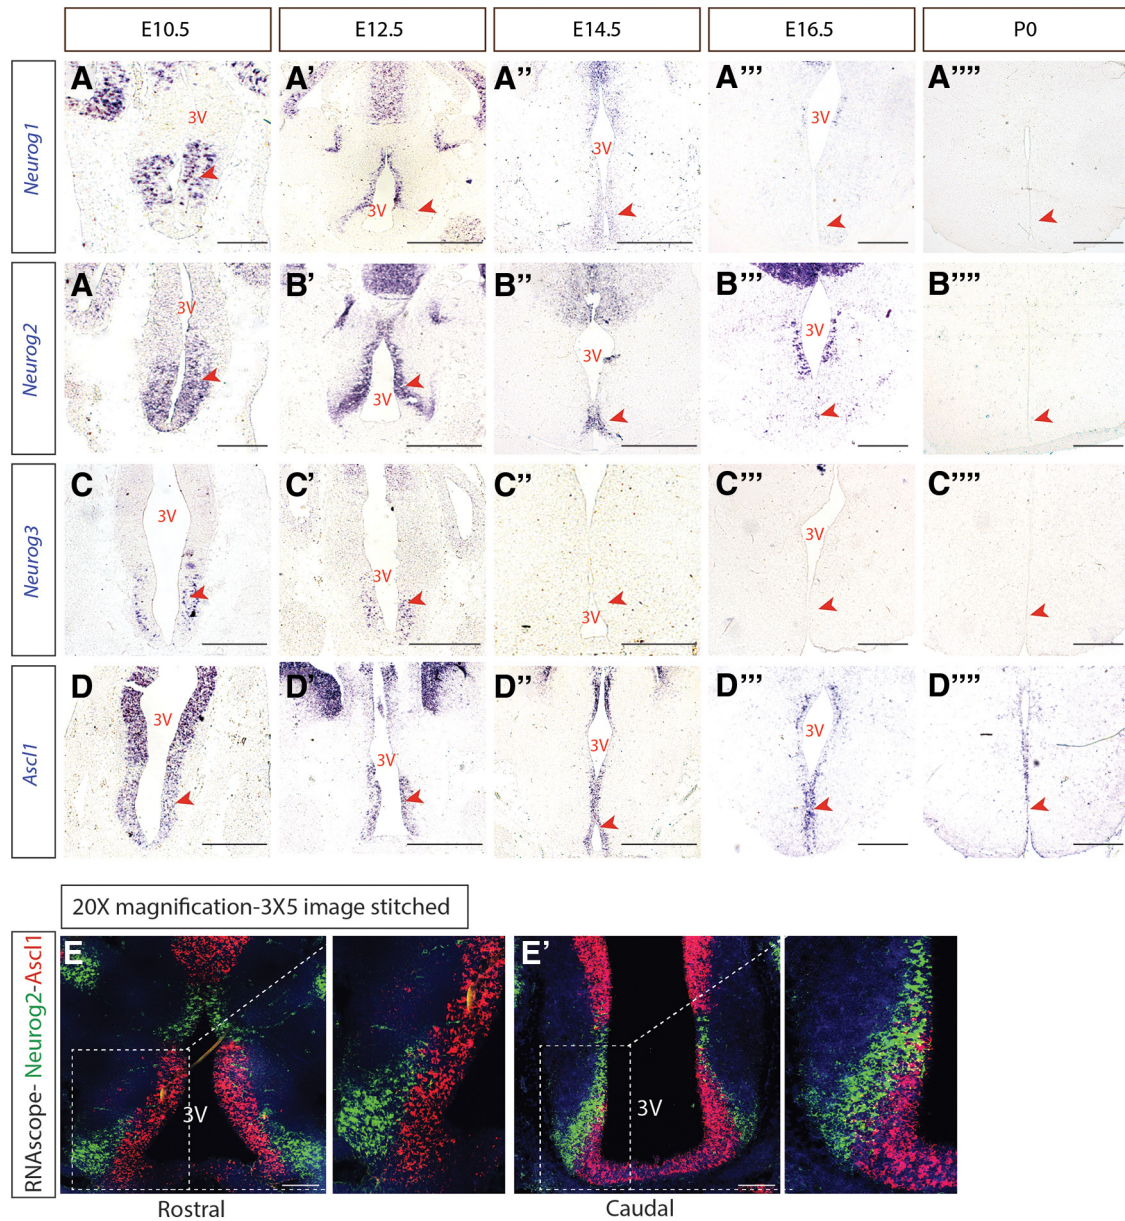 E10.5 E12.5 E14.5 E16.5 P0
Neurog1
A 3V A' 3V A'' 3V A''' 3V A''''
Neurog2
A 3V B' 3V B'' 3V B''' 3V B''''
Neurog3
C 3V C' 3V C'' 3V C''' 3V C''''
Ascl1
D 3V D' 3V D'' 3V D''' 3V D''''
20X magnification-3X5 image stitched
RNAscope- Neurog2-Ascl1
E 3V E' 3V
Rostral Caudal